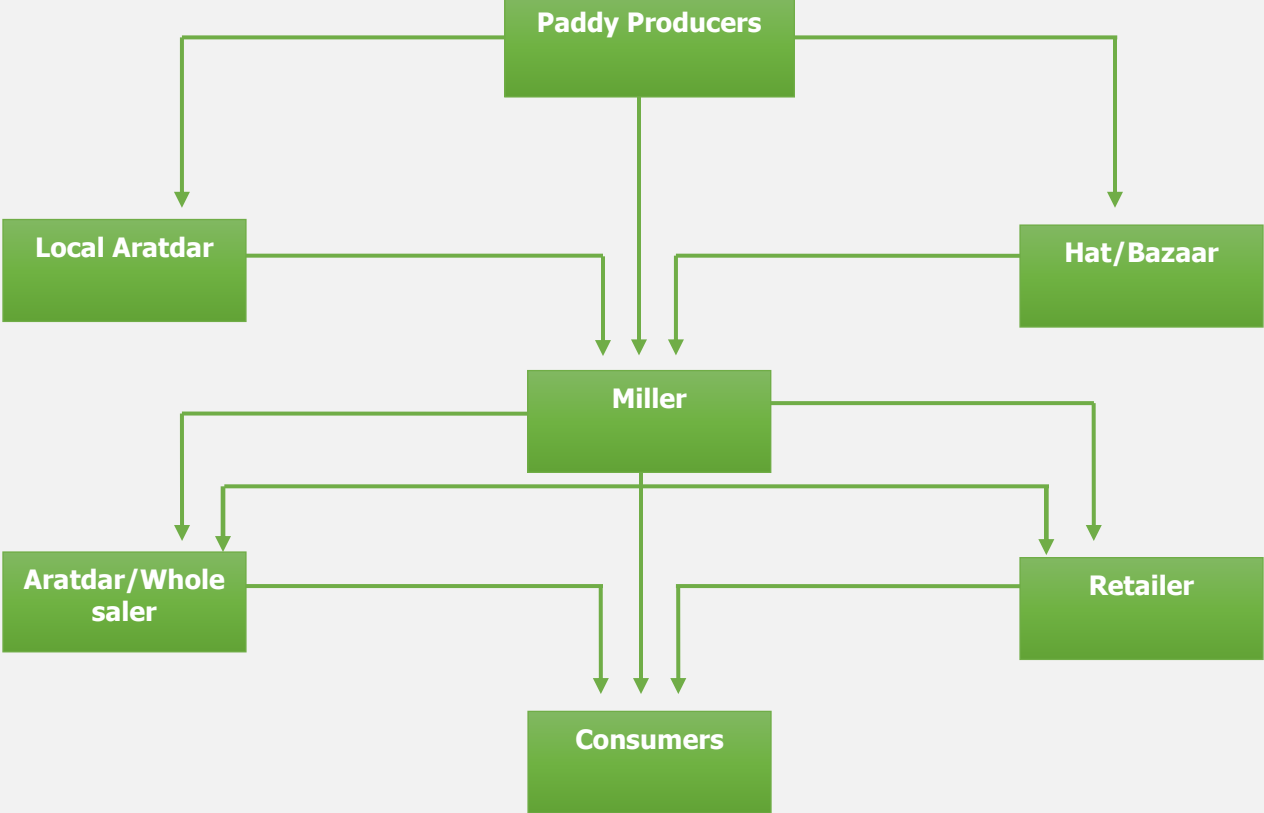 Paddy Producers
Local Aratdar
Hat/Bazaar
Miller
Aratdar/Whole
saler
Retailer
Consumers